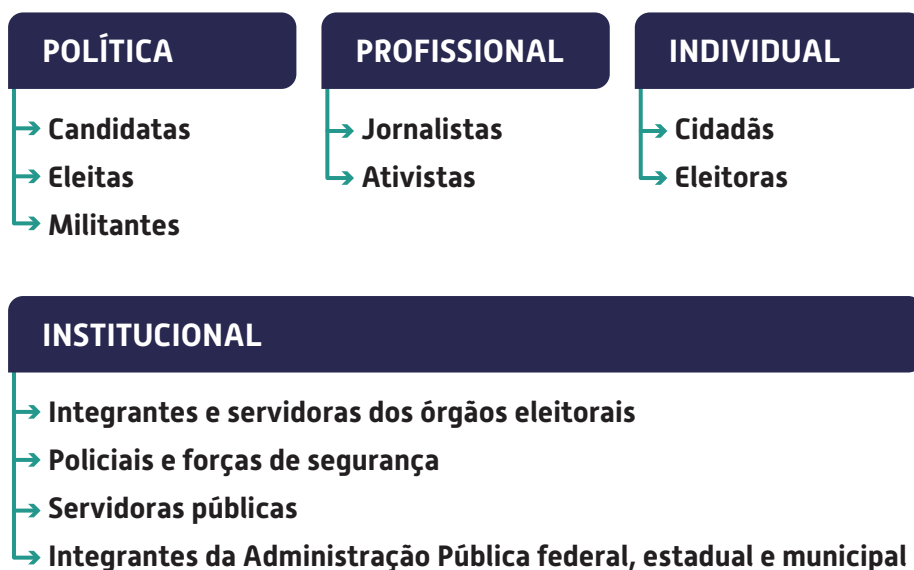 POLÍTICA
Candidatas
Eleitas
Militantes
PROFISSIONAL
Jornalistas
Ativistas
INDIVIDUAL
Cidadãs
Eleitoras
INSTITUCIONAL
Integrantes e servidoras dos órgãos eleitorais
Policiais e forças de segurança
Servidoras públicas
Integrantes da Administração Pública federal, estadual e municipal